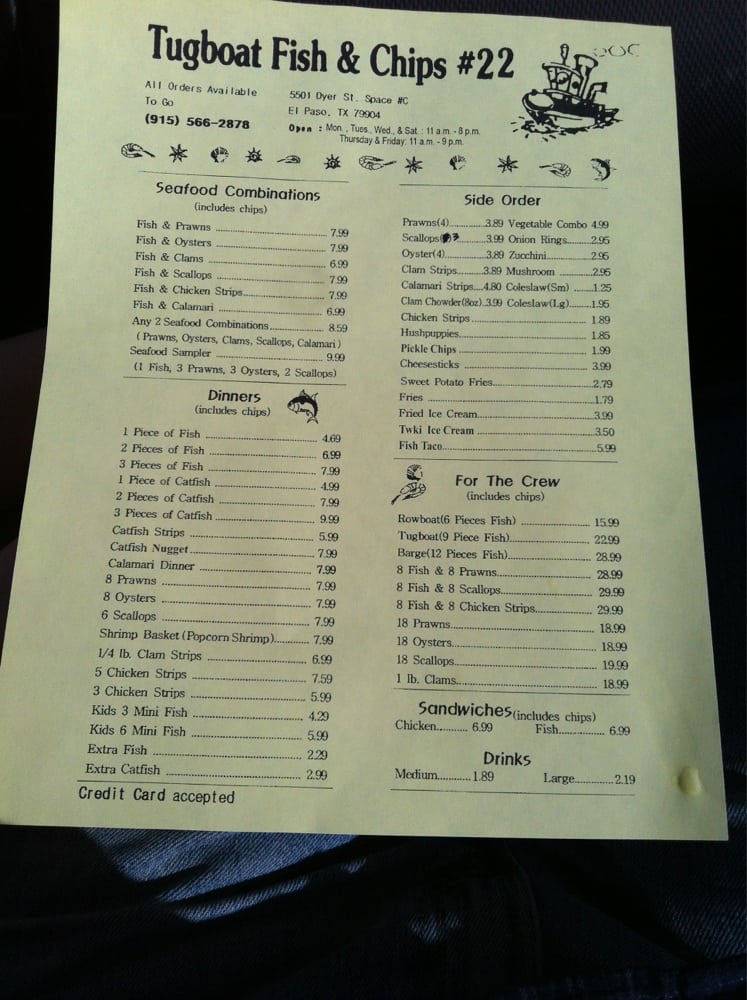 Tugboat Fish & Chips #22
All Orders Available
To Go
(915) 566-2878
5501 Dyer St. Space #C
El Paso, TX 79904
Open : Mon., Tues., Wed., & Sat. : 11 a.m. - 8 p.m.
Thursday & Friday: 11 a.m. - 9 p.m.
Seafood Combinations
(includes chips)
Fish & Prawns 7.99
Fish & Oysters 7.99
Fish & Clams 6.99
Fish & Scallops 7.99
Fish & Chicken Strips 7.99
Fish & Calamari 6.99
Any 2 Seafood Combinations 8.59
(Prawns, Oysters, Clams, Scallops, Calamari)
Seafood Sampler 9.99
(1 Fish, 3 Prawns, 3 Oysters, 2 Scallops)
Dinners
(includes chips)
1 Piece of Fish 4.69
2 Pieces of Fish 6.99
3 Pieces of Fish 7.99
1 Piece of Catfish 4.99
2 Pieces of Catfish 7.99
3 Pieces of Catfish 9.99
Catfish Strips 5.99
Catfish Nugget 7.99
Calamari Dinner 7.99
8 Prawns 7.99
8 Oysters 7.99
6 Scallops 7.99
Shrimp Basket (Popcorn Shrimp) 7.99
1/4 lb. Clam Strips 6.99
5 Chicken Strips 7.59
3 Chicken Strips 5.99
Kids 3 Mini Fish 4.29
Kids 6 Mini Fish 5.99
Extra Fish 2.29
Extra Catfish 2.99
Credit Card accepted
Side Order
Prawns(4) 3.89 Vegetable Combo 4.99
Scallops 3 3.99 Onion Rings 2.95
Oyster(4) 3.89 Zucchini 2.95
Clam Strips 3.89 Mushroom 2.95
Calamari Strips 4.80 Coleslaw(Sm) 1.25
Clam Chowder(8oz) 3.99 Coleslaw(Lg) 1.95
Chicken Strips 1.89
Hushpuppies 1.85
Pickle Chips 1.99
Cheesesticks 3.99
Sweet Potato Fries 2.79
Fries 1.79
Fried Ice Cream 3.99
Twki Ice Cream 3.50
Fish Taco 5.99
For The Crew
(includes chips)
Rowboat(6 Pieces Fish) 15.99
Tugboat(9 Piece Fish) 22.99
Barge(12 Pieces Fish) 28.99
8 Fish & 8 Prawns 28.99
8 Fish & 8 Scallops 29.99
8 Fish & 8 Chicken Strips 29.99
18 Prawns 18.99
18 Oysters 18.99
18 Scallops 19.99
1 lb. Clams 18.99
Sandwiches (includes chips)
Chicken 6.99 Fish 6.99
Drinks
Medium 1.89 Large 2.19